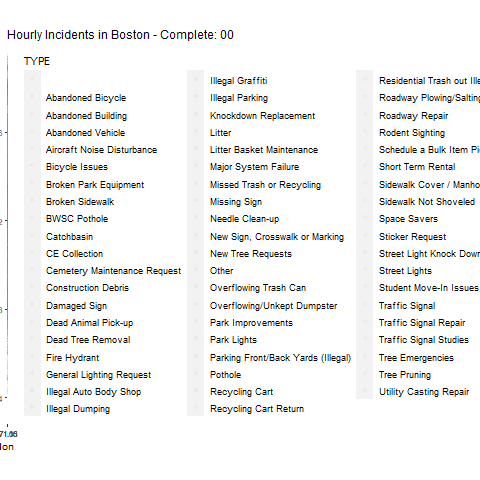 Hourly Incidents in Boston - Complete: 00
TYPE
Abandoned Bicycle
Abandoned Building
Abandoned Vehicle
Aircraft Noise Disturbance
Bicycle Issues
Broken Park Equipment
Broken Sidewalk
BWSC Pothole
Catchbasin
CE Collection
Cemetery Maintenance Request
Construction Debris
Damaged Sign
Dead Animal Pick-up
Dead Tree Removal
Fire Hydrant
General Lighting Request
Illegal Auto Body Shop
Illegal Dumping
Illegal Graffiti
Illegal Parking
Knockdown Replacement
Litter
Litter Basket Maintenance
Major System Failure
Missed Trash or Recycling
Missing Sign
Needle Clean-up
New Sign, Crosswalk or Marking
New Tree Requests
Other
Overflowing Trash Can
Overflowing/Unkept Dumpster
Park Improvements
Park Lights
Parking Front/Back Yards (Illegal)
Pothole
Recycling Cart
Recycling Cart Return
Residential Trash out Ille
Roadway Plowing/Salting
Roadway Repair
Rodent Sighting
Schedule a Bulk Item Pi
Short Term Rental
Sidewalk Cover / Manho
Sidewalk Not Shoveled
Space Savers
Sticker Request
Street Light Knock Down
Street Lights
Student Move-In Issues
Traffic Signal
Traffic Signal Repair
Traffic Signal Studies
Tree Emergencies
Tree Pruning
Utility Casting Repair